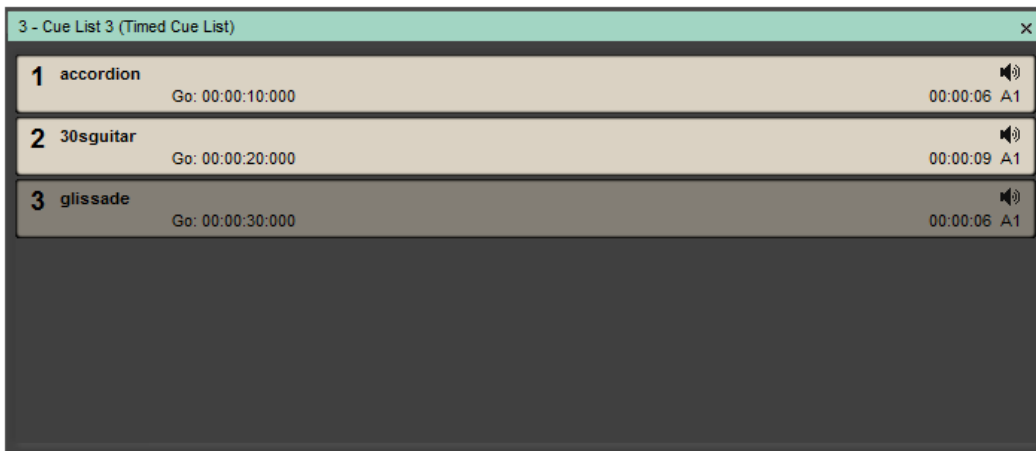 3 - Cue List 3 (Timed Cue List)
1 accordion
Go: 00:00:10:000 00:00:06 A1
2 30sguitar
Go: 00:00:20:000 00:00:09 A1
3 glissade
Go: 00:00:30:000 00:00:06 A1